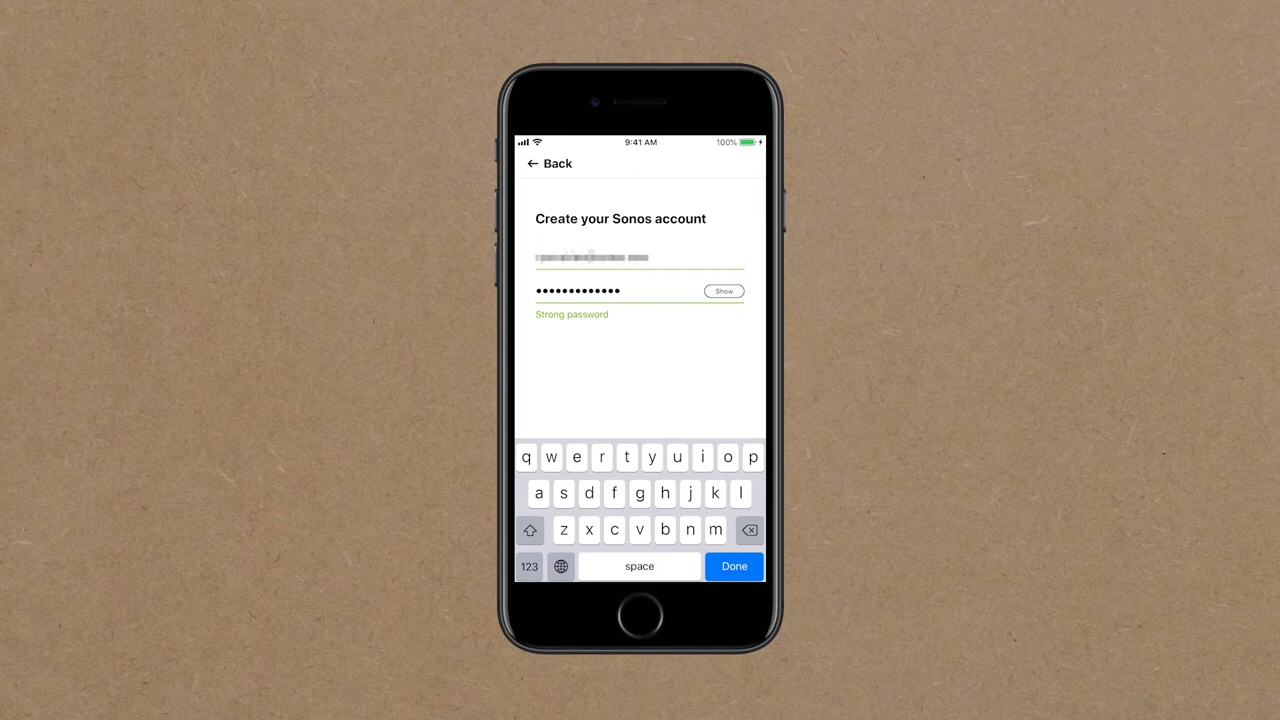 9:41 AM
100%
← Back
Create your Sonos account
•••••••••••••
Show
Strong password
q w e r t y u i o p
a s d f g h j k l
z x c v b n m
123
space
Done